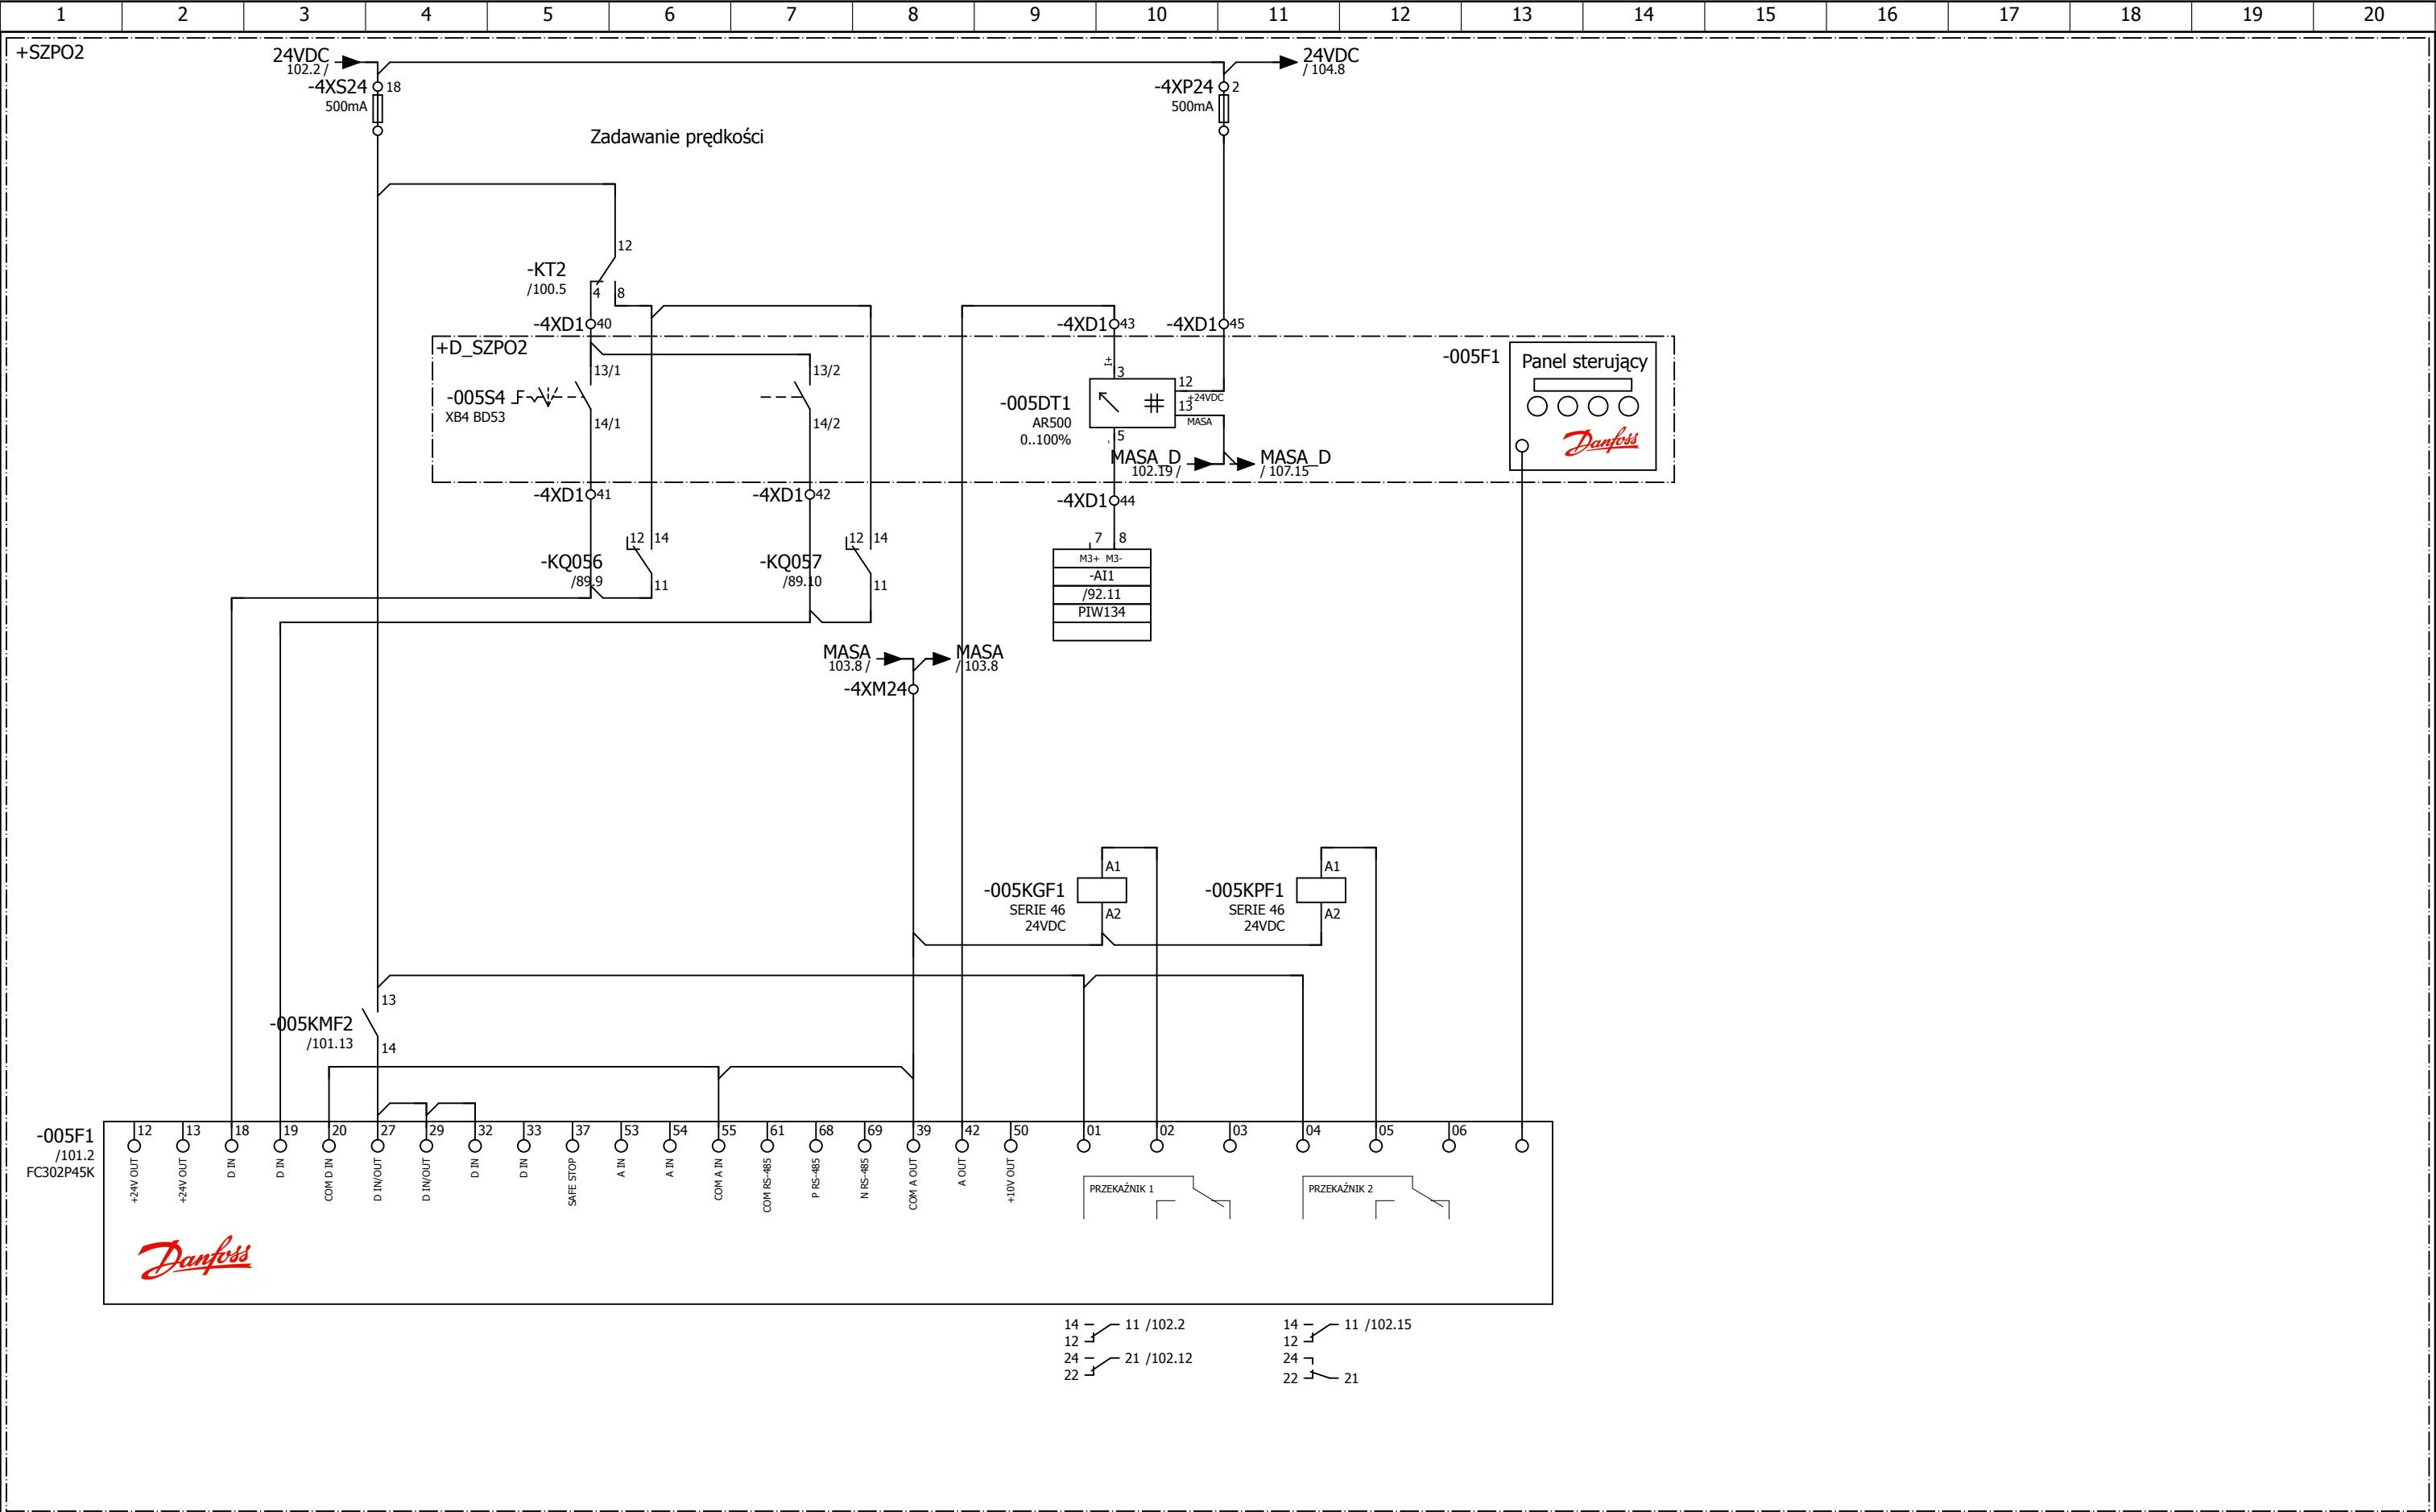 1 2 3 4 5 6 7 8 9 10 11 12 13 14 15 16 17 18 19 20
+SZPO2
24VDC
102.2 /
24VDC
/ 104.8
-4XS24 18
500mA
-4XP24 2
500mA
Zadawanie prędkości
12
-KT2
/100.5
4 8
-4XD1 40
-4XD1 43
-4XD1 45
+D_SZPO2
-005F1
Panel sterujący
Danfoss
13/1
13/2
-005S4
XB4 BD53
14/1
14/2
I+
3
-005DT1
AR500
0..100%
12
+24VDC
13
MASA
-
5
MASA_D
102.19 /
MASA_D
/ 107.15
-4XD1 41
-4XD1 42
-4XD1 44
12 14
-KQ056
/89.9
11
12 14
-KQ057
/89.10
11
7 8
M3+ M3-
-AI1
/92.11
PIW134
MASA
103.8 /
MASA
/ 103.8
-4XM24
A1
-005KGF1
SERIE 46
24VDC
A2
A1
-005KPF1
SERIE 46
24VDC
A2
13
-005KMF2
/101.13
14
-005F1
/101.2
FC302P45K
12 13 18 19 20 27 29 32 33 37 53 54 55 61 68 69 39 42 50 01 02 03 04 05 06
+24V OUT
+24V OUT
D IN
D IN
COM D IN
D IN/OUT
D IN/OUT
D IN
D IN
SAFE STOP
A IN
A IN
COM A IN
COM RS-485
P RS-485
N RS-485
COM A OUT
A OUT
+10V OUT
PRZEKAŹNIK 1
PRZEKAŹNIK 2
Danfoss
14 11 /102.2
12
24 21 /102.12
22
14 11 /102.15
12
24
22 21